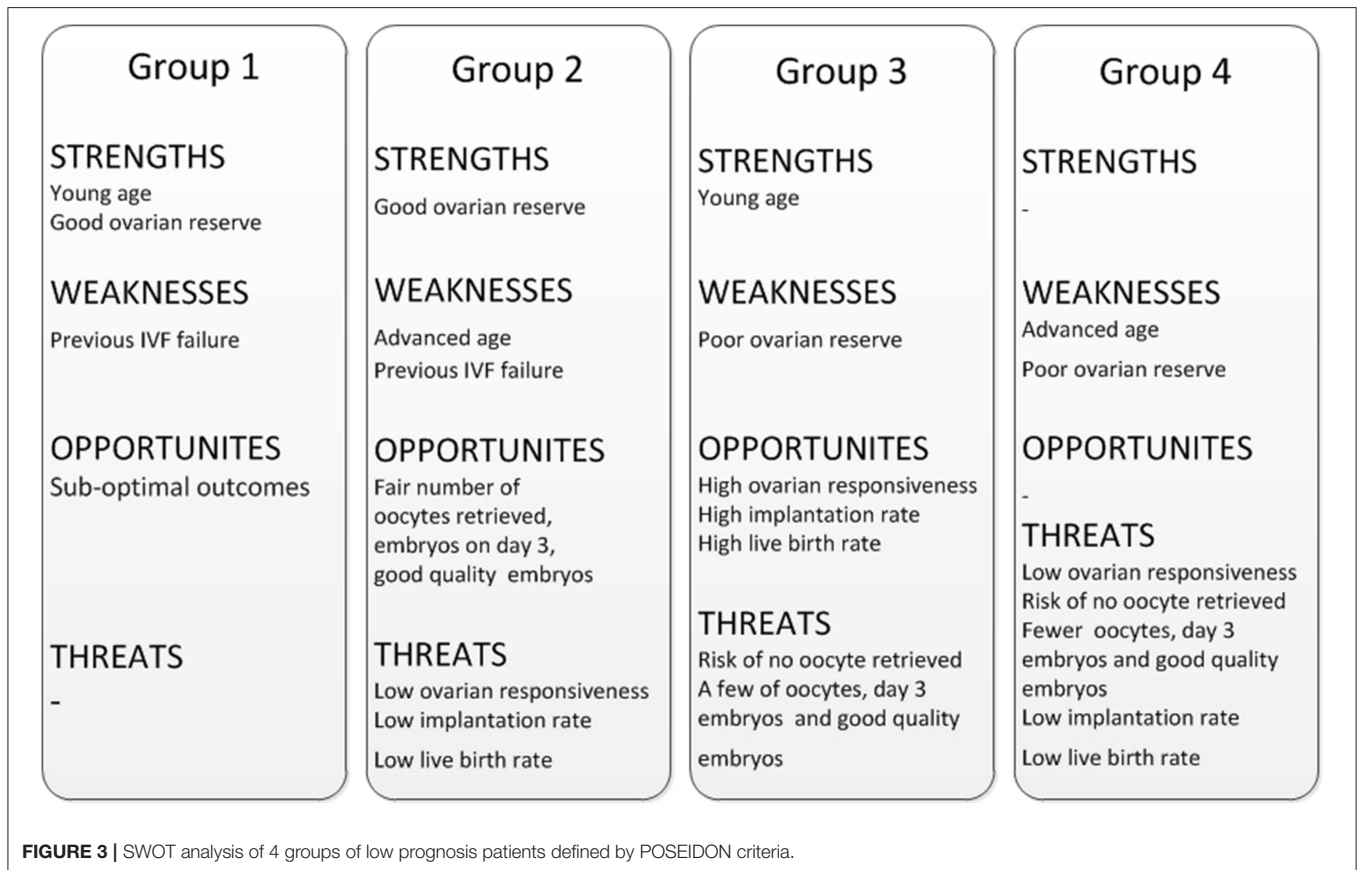 Group 1
STRENGTHS
Young age
Good ovarian reserve
WEAKNESSES
Previous IVF failure
OPPORTUNITES
Sub-optimal outcomes
THREATS
-
Group 2
STRENGTHS
Good ovarian reserve
WEAKNESSES
Advanced age
Previous IVF failure
OPPORTUNITES
Fair number of
oocytes retrieved,
embryos on day 3,
good quality embryos
THREATS
Low ovarian responsiveness
Low implantation rate
Low live birth rate
Group 3
STRENGTHS
Young age
WEAKNESSES
Poor ovarian reserve
OPPORTUNITES
High ovarian responsiveness
High implantation rate
High live birth rate
THREATS
Risk of no oocyte retrieved
A few of oocytes, day 3
embryos and good quality
embryos
Group 4
STRENGTHS
-
WEAKNESSES
Advanced age
Poor ovarian reserve
OPPORTUNITES
-
THREATS
Low ovarian responsiveness
Risk of no oocyte retrieved
Fewer oocytes, day 3
embryos and good quality
embryos
Low implantation rate
Low live birth rate
FIGURE 3 | SWOT analysis of 4 groups of low prognosis patients defined by POSEIDON criteria.